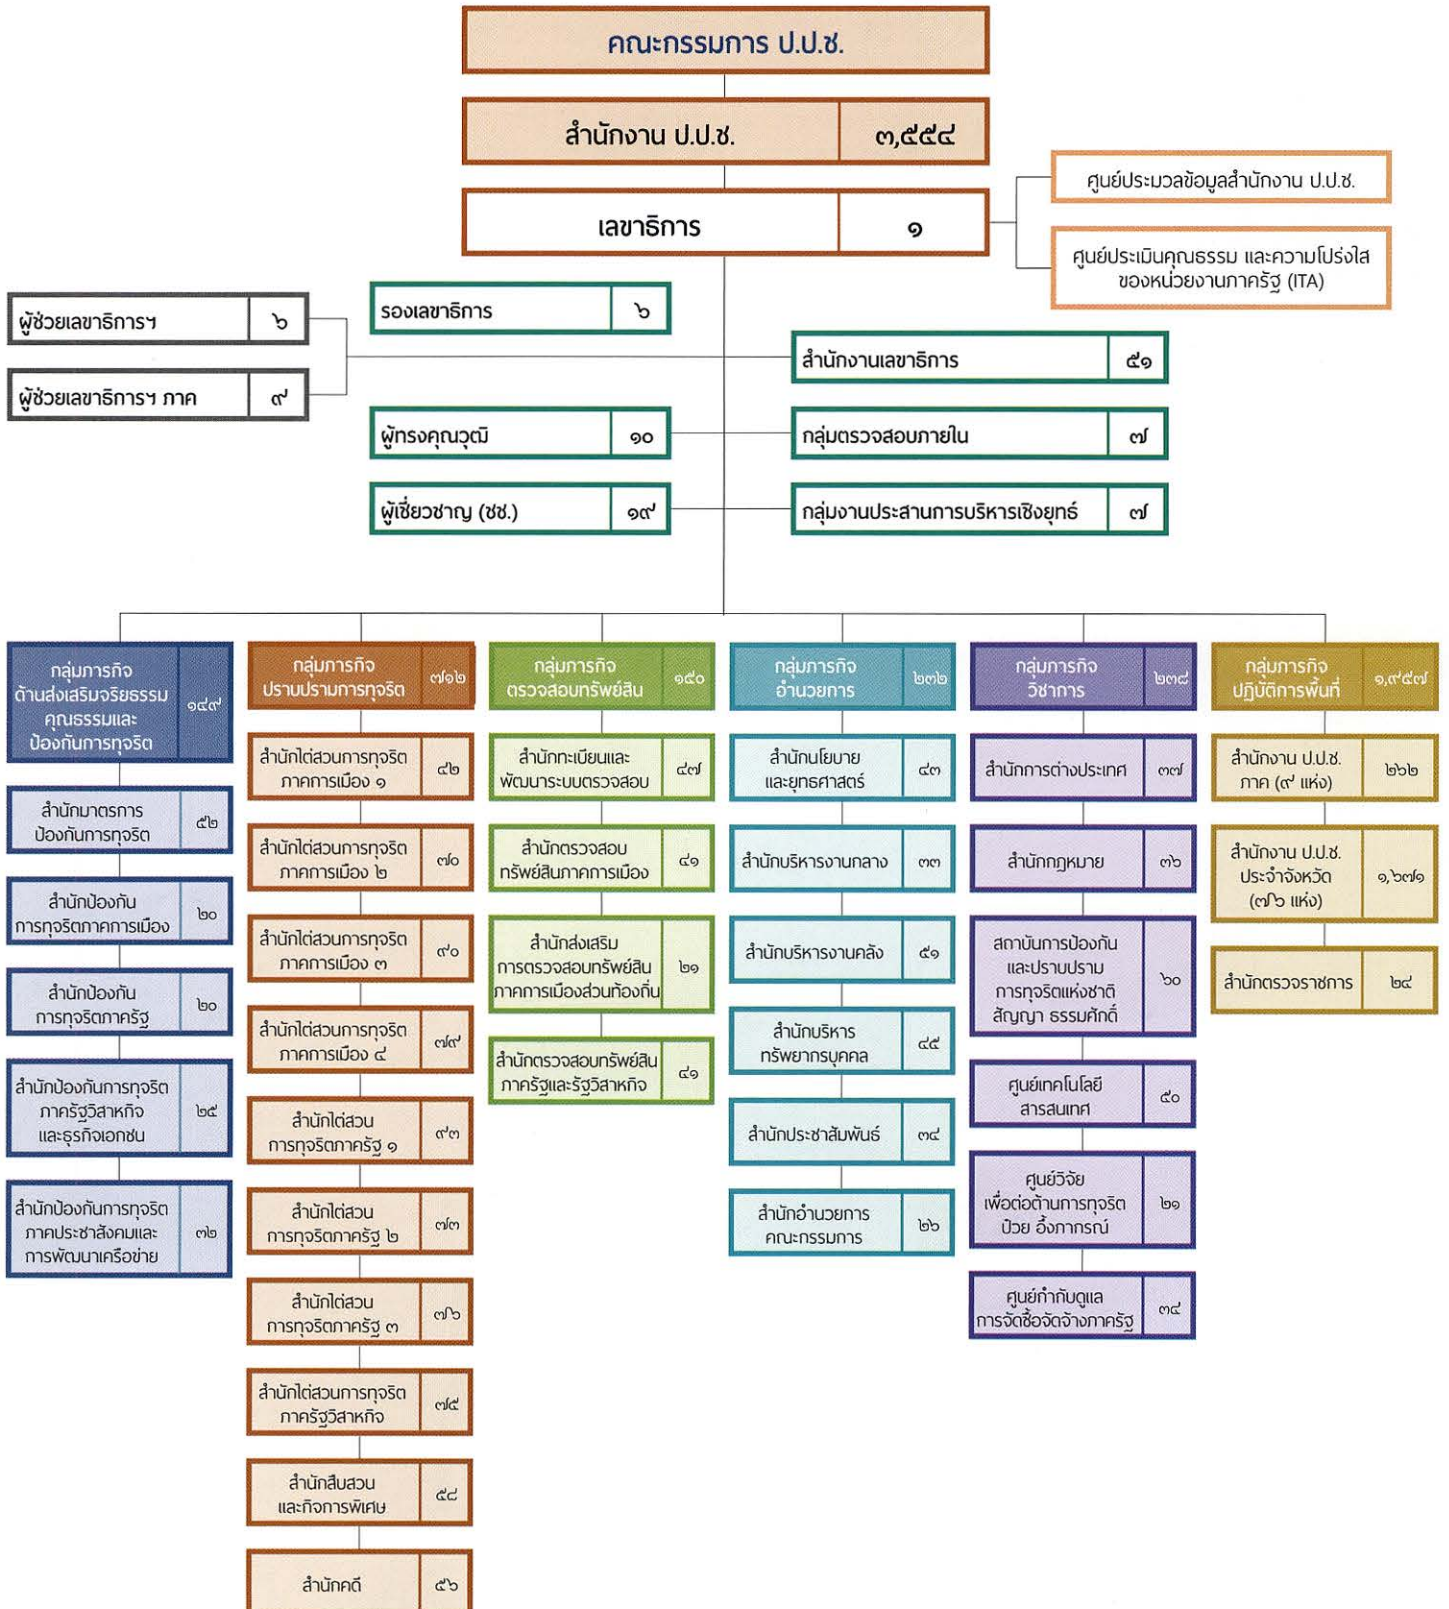 คณะกรรมการ ป.ป.ช.
สำนักงาน ป.ป.ช. ๓,๕๕๔
เลขาธิการ ๑
ศูนย์ประมวลข้อมูลสำนักงาน ป.ป.ช.
ศูนย์ประเมินคุณธรรม และความโปร่งใส
ของหน่วยงานภาครัฐ (ITA)
ผู้ช่วยเลขาธิการฯ ๖
ผู้ช่วยเลขาธิการฯ ภาค ๙
รองเลขาธิการ ๖
สำนักงานเลขาธิการ ๕๑
ผู้ทรงคุณวุฒิ ๑๐
กลุ่มตรวจสอบภายใน ๗
ผู้เชี่ยวชาญ (ชช.) ๑๙
กลุ่มงานประสานการบริหารเชิงยุทธ์ ๗
กลุ่มภารกิจ
ด้านส่งเสริมจริยธรรม
คุณธรรมและ
ป้องกันการทุจริต
๑๔๙
สำนักมาตรการ
ป้องกันการทุจริต
๕๒
สำนักป้องกัน
การทุจริตภาคการเมือง
๒๐
สำนักป้องกัน
การทุจริตภาครัฐ
๒๐
สำนักป้องกันการทุจริต
ภาครัฐวิสาหกิจ
และธุรกิจเอกชน
๒๕
สำนักป้องกันการทุจริต
ภาคประชาสังคมและ
การพัฒนาเครือข่าย
๓๒
กลุ่มภารกิจ
ปราบปรามการทุจริต
๗๑๒
สำนักไต่สวนการทุจริต
ภาคการเมือง ๑
๔๒
สำนักไต่สวนการทุจริต
ภาคการเมือง ๒
๗๐
สำนักไต่สวนการทุจริต
ภาคการเมือง ๓
๙๐
สำนักไต่สวนการทุจริต
ภาคการเมือง ๔
๗๙
สำนักไต่สวน
การทุจริตภาครัฐ ๑
๙๓
สำนักไต่สวน
การทุจริตภาครัฐ ๒
๗๓
สำนักไต่สวน
การทุจริตภาครัฐ ๓
๗๖
สำนักไต่สวนการทุจริต
ภาครัฐวิสาหกิจ
๗๕
สำนักสืบสวน
และกิจการพิเศษ
๕๘
สำนักคดี
๕๖
กลุ่มภารกิจ
ตรวจสอบทรัพย์สิน
๑๕๐
สำนักทะเบียนและ
พัฒนาระบบตรวจสอบ
๔๗
สำนักตรวจสอบ
ทรัพย์สินภาคการเมือง
๔๑
สำนักส่งเสริม
การตรวจสอบทรัพย์สิน
ภาคการเมืองส่วนท้องถิ่น
๒๑
สำนักตรวจสอบทรัพย์สิน
ภาครัฐและรัฐวิสาหกิจ
๔๑
กลุ่มภารกิจ
อำนวยการ
๒๓๒
สำนักนโยบาย
และยุทธศาสตร์
๔๓
สำนักบริหารงานกลาง
๓๓
สำนักบริหารงานคลัง
๕๑
สำนักบริหาร
ทรัพยากรบุคคล
๔๕
สำนักประชาสัมพันธ์
๓๔
สำนักอำนวยการ
คณะกรรมการ
๒๖
กลุ่มภารกิจ
วิชาการ
๒๓๘
สำนักการต่างประเทศ
๓๗
สำนักกฎหมาย
๓๖
สถาบันการป้องกัน
และปราบปราม
การทุจริตแห่งชาติ
สัญญา ธรรมศักดิ์
๖๐
ศูนย์เทคโนโลยี
สารสนเทศ
๕๐
ศูนย์วิจัย
เพื่อต่อต้านการทุจริต
ป๋วย อึ๊งภากรณ์
๒๑
ศูนย์กำกับดูแล
การจัดซื้อจัดจ้างภาครัฐ
๓๔
กลุ่มภารกิจ
ปฏิบัติการพื้นที่
๑,๙๕๗
สำนักงาน ป.ป.ช.
ภาค (๙ แห่ง)
๒๖๒
สำนักงาน ป.ป.ช.
ประจำจังหวัด
(๗๖ แห่ง)
๑,๖๗๑
สำนักตรวจราชการ
๒๔